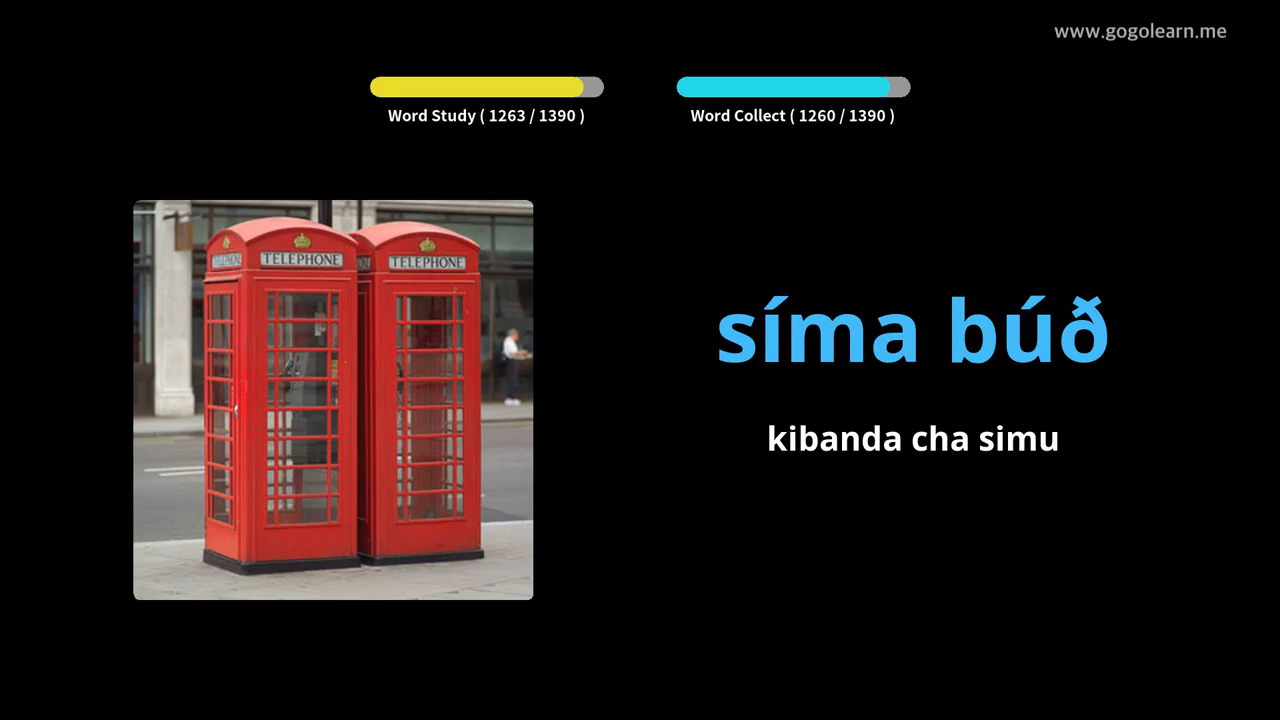 www.gogolearn.me
Word Study ( 1263 / 1390 )
Word Collect ( 1260 / 1390 )
TELEPHONE
TELEPHONE
síma búð
kibanda cha simu